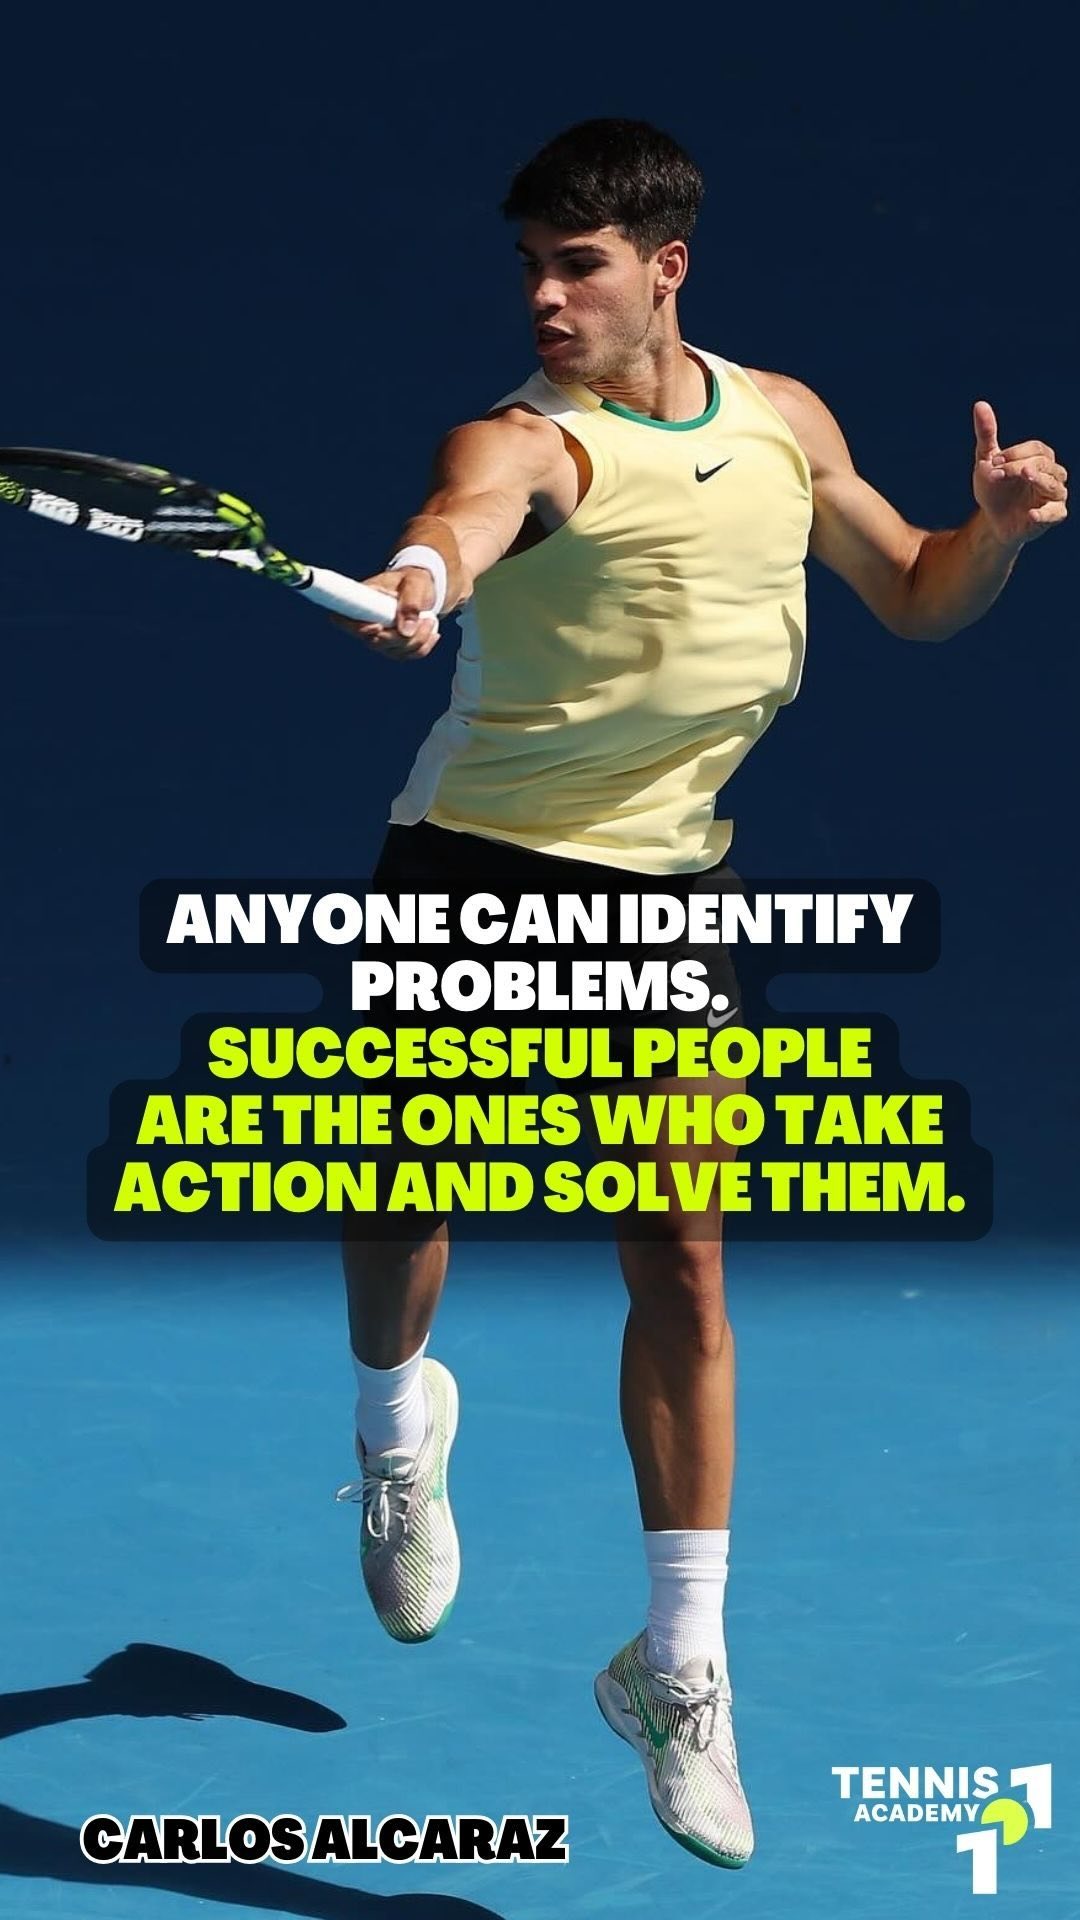 ANYONE CAN IDENTIFY
PROBLEMS.
SUCCESSFUL PEOPLE
ARE THE ONES WHO TAKE
ACTION AND SOLVE THEM.
CARLOS ALCARAZ
TENNIS 1
ACADEMY
1